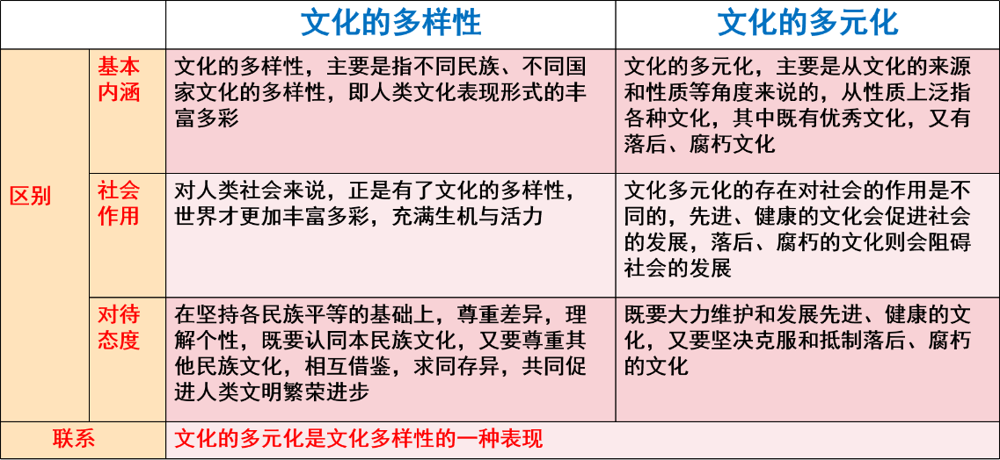 文化的多样性
文化的多元化
区别
基本
内涵
文化的多样性，主要是指不同民族、不同国
家文化的多样性，即人类文化表现形式的丰
富多彩
文化的多元化，主要是从文化的来源
和性质等角度来说的，从性质上泛指
各种文化，其中既有优秀文化，又有
落后、腐朽文化
社会
作用
对人类社会来说，正是有了文化的多样性，
世界才更加丰富多彩，充满生机与活力
文化多元化的存在对社会的作用是不
同的，先进、健康的文化会促进社会
的发展，落后、腐朽的文化则会阻碍
社会的发展
对待
态度
在坚持各民族平等的基础上，尊重差异，理
解个性，既要认同本民族文化，又要尊重其
他民族文化，相互借鉴，求同存异，共同促
进人类文明繁荣进步
既要大力维护和发展先进、健康的文
化，又要坚决克服和抵制落后、腐朽
的文化
联系
文化的多元化是文化多样性的一种表现